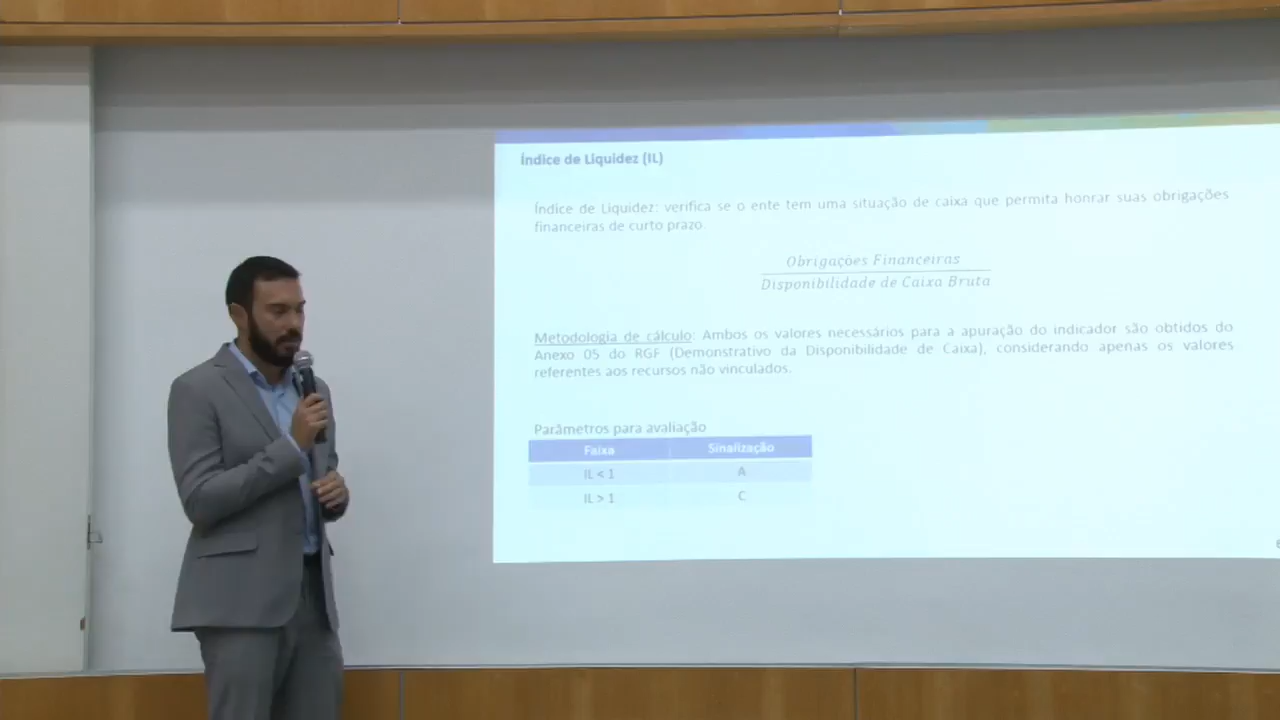 Índice de Liquidez (IL)
Índice de Liquidez: verifica se o ente tem uma situação de caixa que permita honrar suas obrigações
financeiras de curto prazo.
Obrigações Financeiras
Disponibilidade de Caixa Bruta
Metodologia de cálculo: Ambos os valores necessários para a apuração do indicador são obtidos do
Anexo 05 do RGF (Demonstrativo da Disponibilidade de Caixa), considerando apenas os valores
referentes aos recursos não vinculados.
Parâmetros para avaliação
Faixa Sinalização
IL < 1 A
IL > 1 C